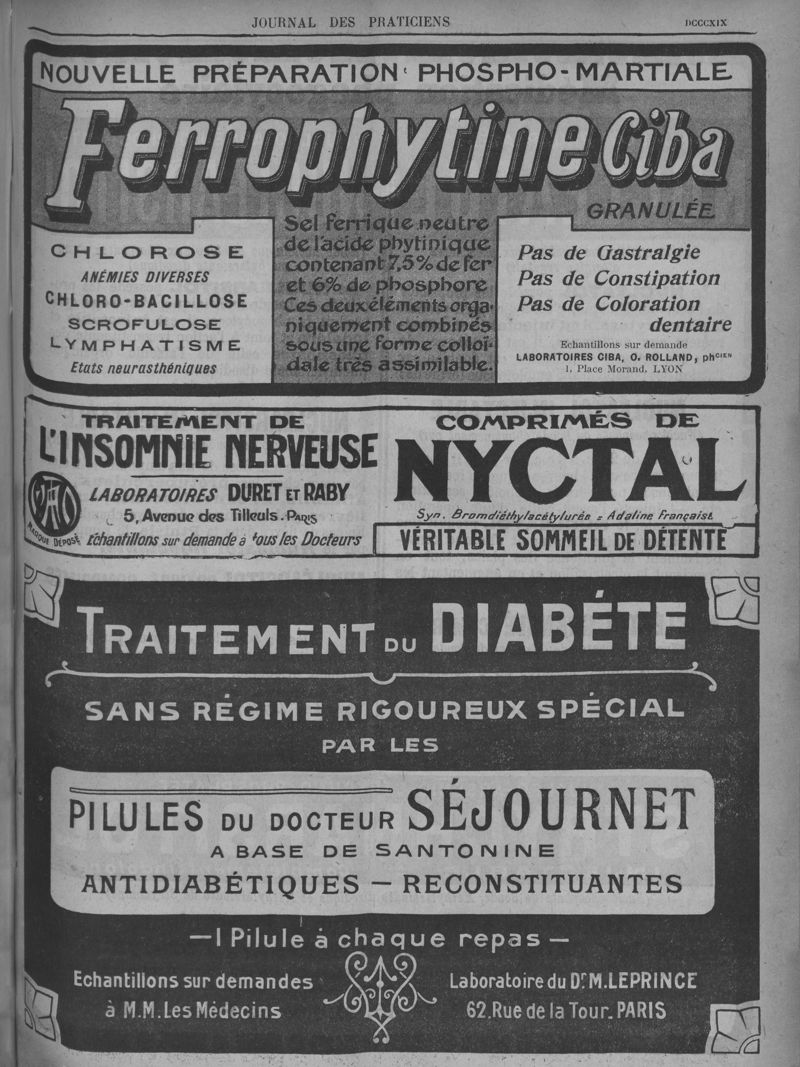 JOURNAL DES PRATICIENS
DCCCXIX
NOUVELLE PRÉPARATION PHOSPHO-MARTIALE
Ferrophytine Ciba
GRANULÉE
CHLOROSE
ANÉMIES DIVERSES
CHLORO-BACILLOSE
SCROFULOSE
LYMPHATISME
Etats neurasthéniques
Sel ferrique neutre
de l'acide phytinique
contenant 7,5% de fer
et 6% de phosphore
Ces deux éléments orga-
niquement combinés
sous une forme colloï-
dale très assimilable.
Pas de Gastralgie
Pas de Constipation
Pas de Coloration
dentaire
Echantillons sur demande
LABORATOIRES CIBA, O. ROLLAND, phCIEN
1, Place Morand, LYON
TRAITEMENT DE
L'INSOMNIE NERVEUSE
LABORATOIRES DURET ET RABY
5, Avenue des Tilleuls.PARIS
MARQUE DÉPOSÉ
Echantillons sur demande à tous les Docteurs
COMPRIMÉS DE
NYCTAL
Syn. Bromdiéthylacétylurée = Adaline Française
VÉRITABLE SOMMEIL DE DÉTENTE
TRAITEMENT DU DIABÉTE
SANS RÉGIME RIGOUREUX SPÉCIAL
PAR LES
PILULES DU DOCTEUR SÉJOURNET
A BASE DE SANTONINE
ANTIDIABÉTIQUES — RECONSTITUANTES
— 1 Pilule à chaque repas —
Echantillons sur demandes
à M.M. Les Médecins
Laboratoire du Dr M. LEPRINCE
62. Rue de la Tour. PARIS